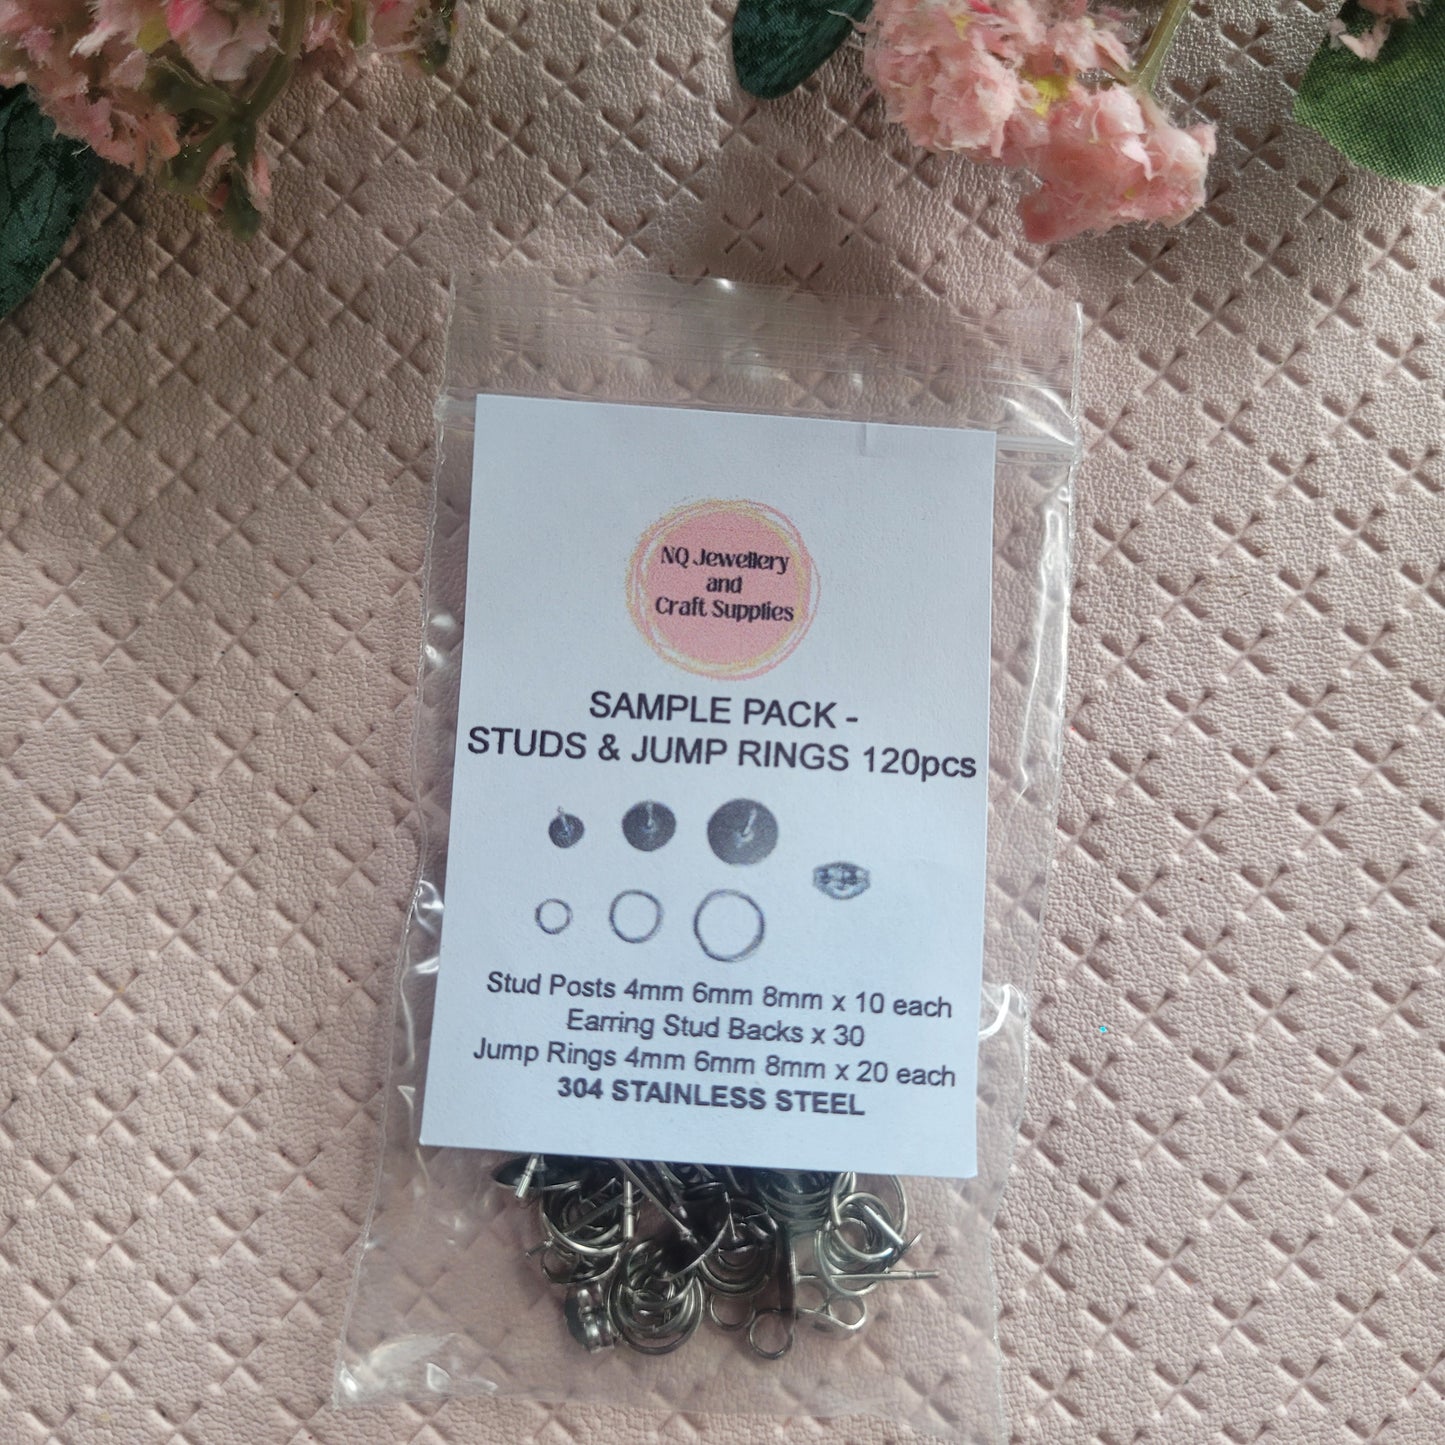 NQ Jewellery
and
Craft Supplies
SAMPLE PACK -
STUDS & JUMP RINGS 120pcs
Stud Posts 4mm 6mm 8mm x 10 each
Earring Stud Backs x 30
Jump Rings 4mm 6mm 8mm x 20 each
304 STAINLESS STEEL